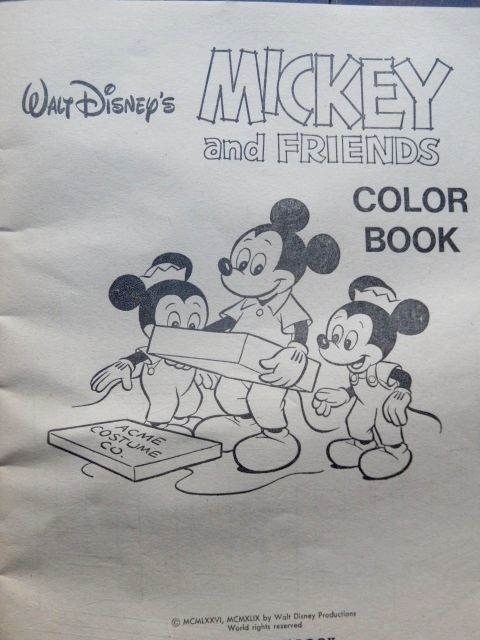 WALT DISNEY'S
MICKEY
and FRIENDS
COLOR
BOOK
ACME
COSTUME
CO.
© MCMLXXVI, MCMXLIX by Walt Disney Productions
World rights reserved